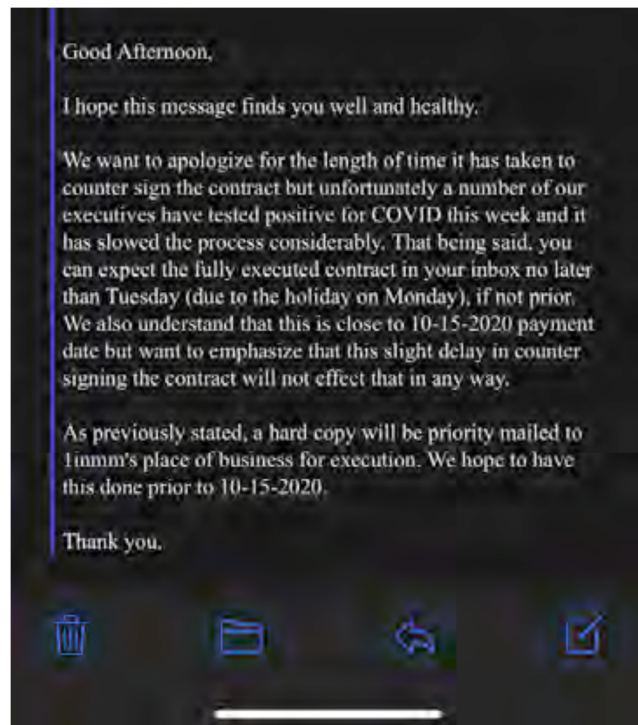 Good Afternoon,
I hope this message finds you well and healthy.
We want to apologize for the length of time it has taken to
counter sign the contract but unfortunately a number of our
executives have tested positive for COVID this week and it
has slowed the process considerably. That being said, you
can expect the fully executed contract in your inbox no later
than Tuesday (due to the holiday on Monday), if not prior.
We also understand that this is close to 10-15-2020 payment
date but want to emphasize that this slight delay in counter
signing the contract will not effect that in any way.
As previously stated, a hard copy will be priority mailed to
1inmm's place of business for execution. We hope to have
this done prior to 10-15-2020.
Thank you,